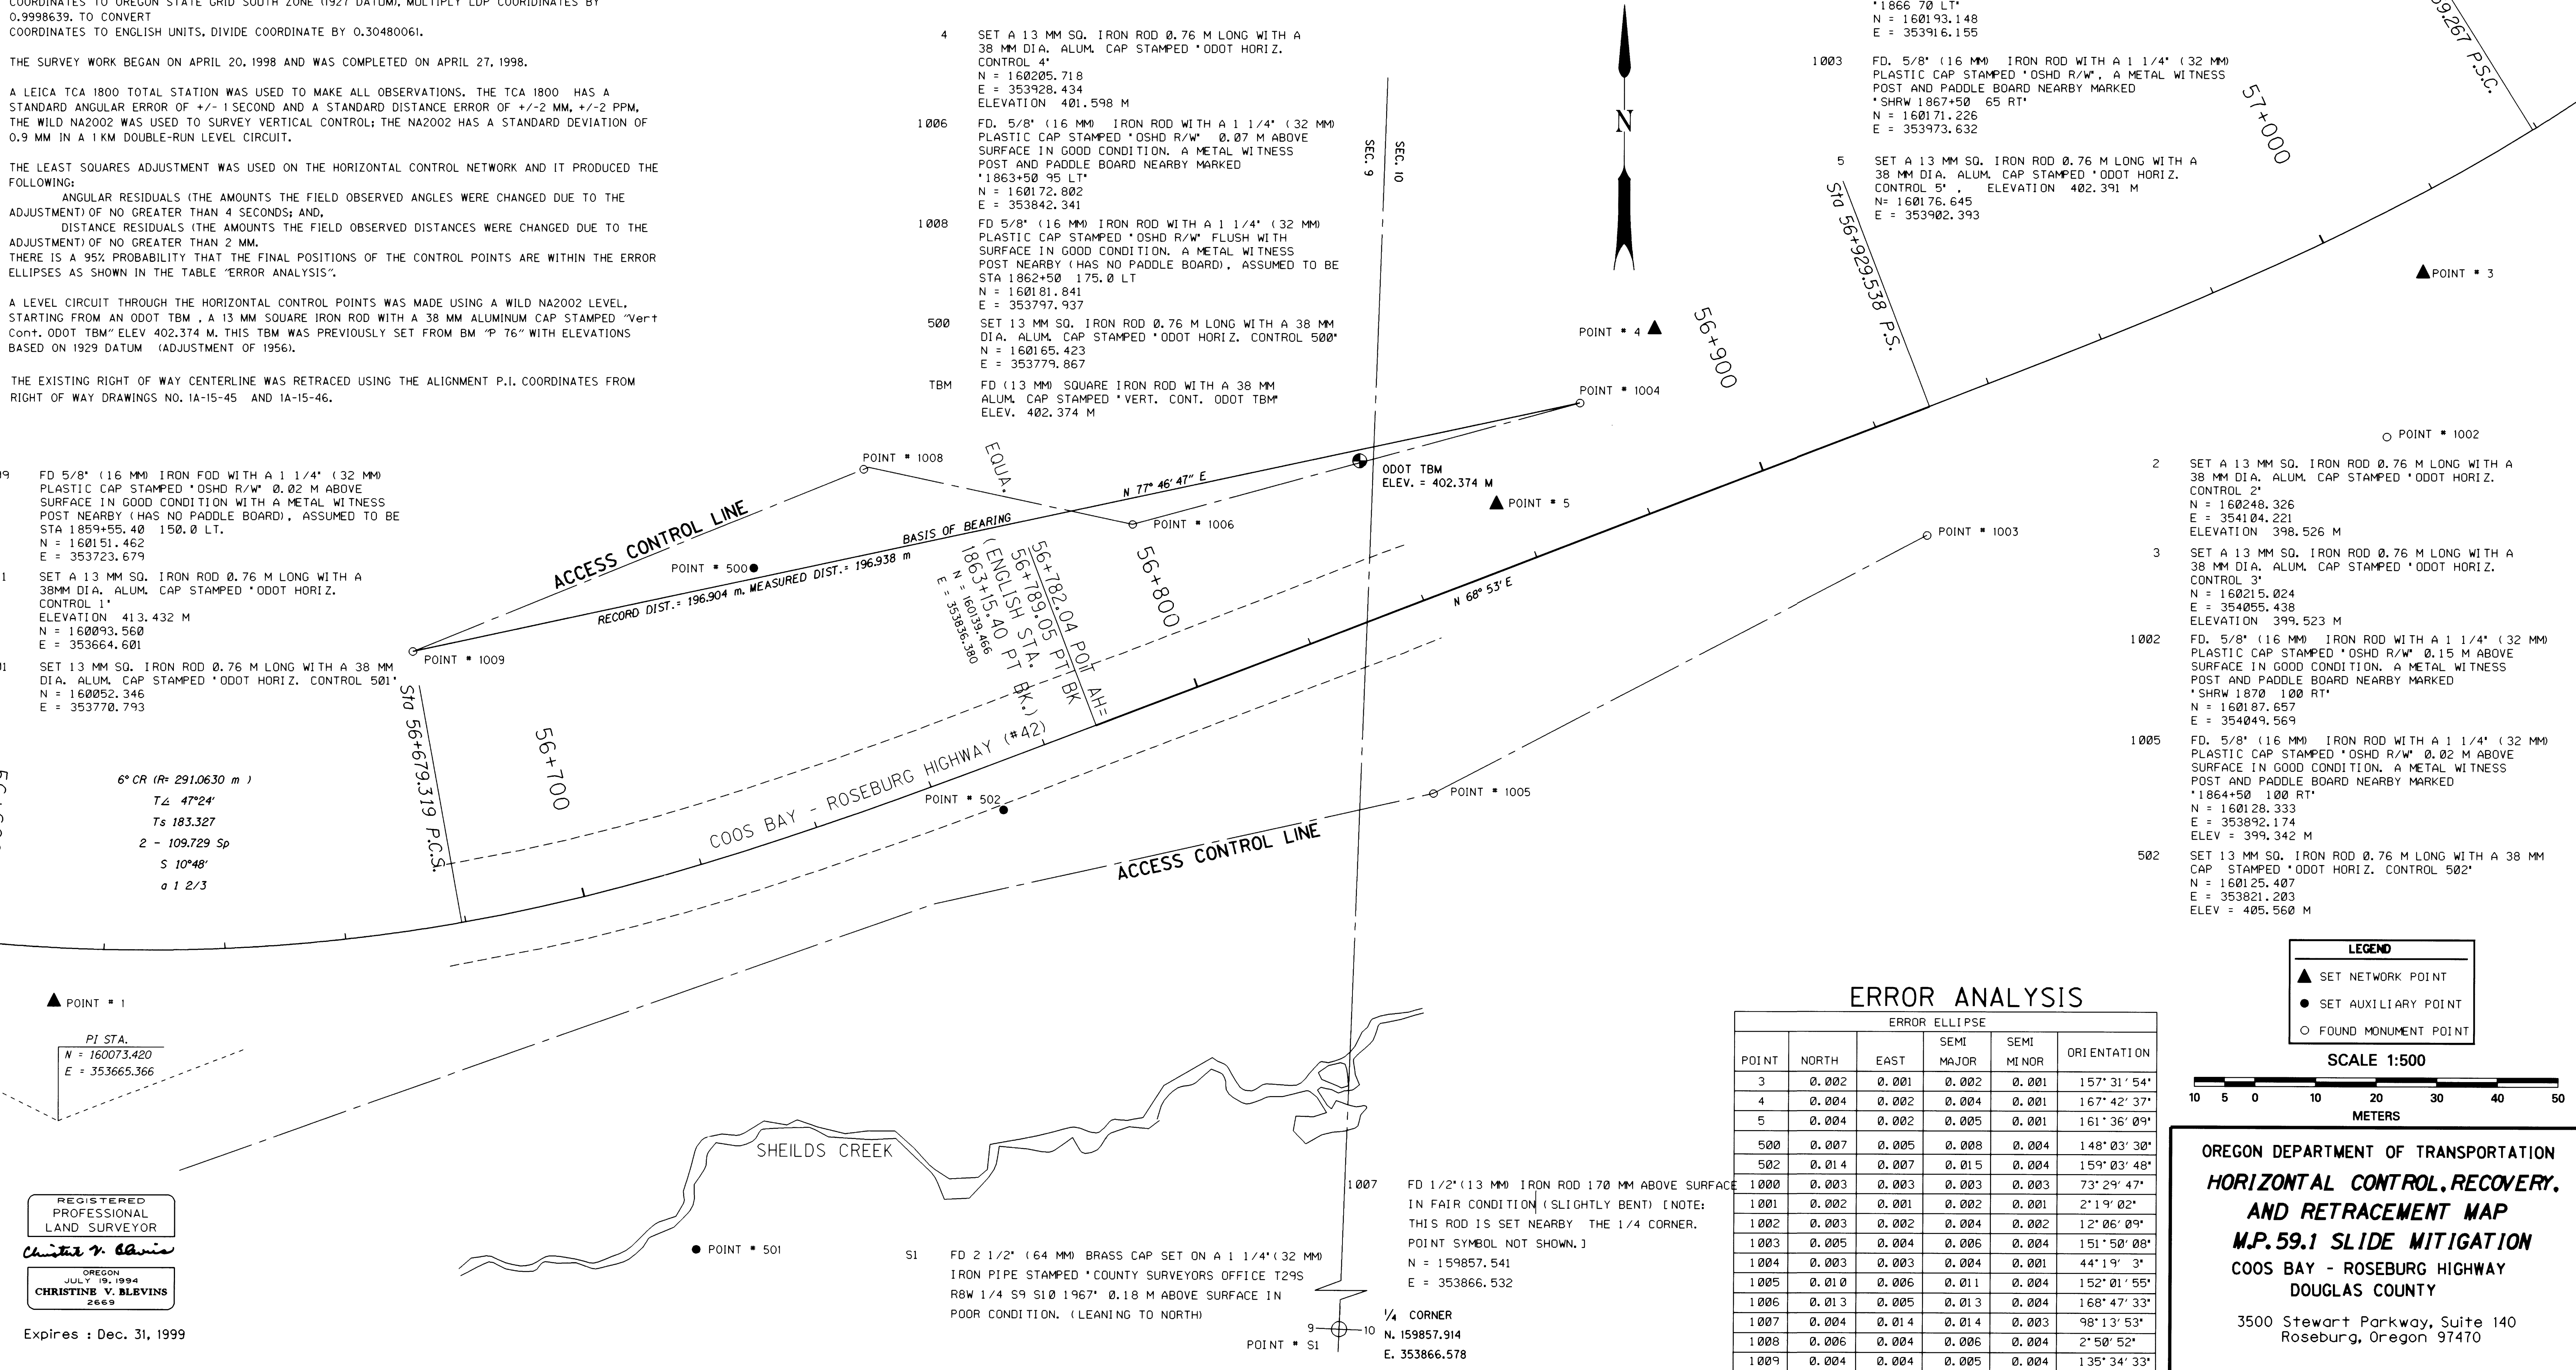 COORDINATES TO OREGON STATE GRID SOUTH ZONE (1927 DATUM), MULTIPLY LDP COORIDINATES BY
0.9998639. TO CONVERT
COORDINATES TO ENGLISH UNITS, DIVIDE COORDINATE BY 0.30480061.
THE SURVEY WORK BEGAN ON APRIL 20, 1998 AND WAS COMPLETED ON APRIL 27, 1998.
A LEICA TCA 1800 TOTAL STATION WAS USED TO MAKE ALL OBSERVATIONS. THE TCA 1800 HAS A
STANDARD ANGULAR ERROR OF +/- 1 SECOND AND A STANDARD DISTANCE ERROR OF +/-2 MM, +/-2 PPM,
THE WILD NA2002 WAS USED TO SURVEY VERTICAL CONTROL; THE NA2002 HAS A STANDARD DEVIATION OF
0.9 MM IN A 1 KM DOUBLE-RUN LEVEL CIRCUIT.
THE LEAST SQUARES ADJUSTMENT WAS USED ON THE HORIZONTAL CONTROL NETWORK AND IT PRODUCED THE
FOLLOWING:
ANGULAR RESIDUALS (THE AMOUNTS THE FIELD OBSERVED ANGLES WERE CHANGED DUE TO THE
ADJUSTMENT) OF NO GREATER THAN 4 SECONDS; AND,
DISTANCE RESIDUALS (THE AMOUNTS THE FIELD OBSERVED DISTANCES WERE CHANGED DUE TO THE
ADJUSTMENT) OF NO GREATER THAN 2 MM.
THERE IS A 95% PROBABILITY THAT THE FINAL POSITIONS OF THE CONTROL POINTS ARE WITHIN THE ERROR
ELLIPSES AS SHOWN IN THE TABLE "ERROR ANALYSIS".
A LEVEL CIRCUIT THROUGH THE HORIZONTAL CONTROL POINTS WAS MADE USING A WILD NA2002 LEVEL,
STARTING FROM AN ODOT TBM , A 13 MM SQUARE IRON ROD WITH A 38 MM ALUMINUM CAP STAMPED "Vert
Cont. ODOT TBM" ELEV 402.374 M. THIS TBM WAS PREVIOUSLY SET FROM BM "P 76" WITH ELEVATIONS
BASED ON 1929 DATUM (ADJUSTMENT OF 1956).
THE EXISTING RIGHT OF WAY CENTERLINE WAS RETRACED USING THE ALIGNMENT P.I. COORDINATES FROM
RIGHT OF WAY DRAWINGS NO. 1A-15-45 AND 1A-15-46.
4 SET A 13 MM SQ. IRON ROD 0.76 M LONG WITH A
38 MM DIA. ALUM. CAP STAMPED "ODOT HORIZ.
CONTROL 4"
N = 160205.718
E = 353928.434
ELEVATION 401.598 M
1006 FD. 5/8" (16 MM) IRON ROD WITH A 1 1/4" (32 MM)
PLASTIC CAP STAMPED "OSHD R/W" 0.07 M ABOVE
SURFACE IN GOOD CONDITION. A METAL WITNESS
POST AND PADDLE BOARD NEARBY MARKED
"1863+50 95 LT"
N = 160172.802
E = 353842.341
1008 FD 5/8" (16 MM) IRON ROD WITH A 1 1/4" (32 MM)
PLASTIC CAP STAMPED "OSHD R/W" FLUSH WITH
SURFACE IN GOOD CONDITION. A METAL WITNESS
POST NEARBY (HAS NO PADDLE BOARD), ASSUMED TO BE
STA 1862+50 175.0 LT
N = 160181.841
E = 353797.937
500 SET 13 MM SQ. IRON ROD 0.76 M LONG WITH A 38 MM
DIA. ALUM. CAP STAMPED "ODOT HORIZ. CONTROL 500"
N = 160165.423
E = 353779.867
TBM FD (13 MM) SQUARE IRON ROD WITH A 38 MM
ALUM. CAP STAMPED "VERT. CONT. ODOT TBM"
ELEV. 402.374 M
SEC. 9
SEC. 10
N
"1866 70 LT"
N = 160193.148
E = 353916.155
1003 FD. 5/8" (16 MM) IRON ROD WITH A 1 1/4" (32 MM)
PLASTIC CAP STAMPED "OSHD R/W", A METAL WITNESS
POST AND PADDLE BOARD NEARBY MARKED
"SHRW 1867+50 65 RT"
N = 160171.226
E = 353973.632
5 SET A 13 MM SQ. IRON ROD 0.76 M LONG WITH A
38 MM DIA. ALUM. CAP STAMPED "ODOT HORIZ.
CONTROL 5" , ELEVATION 402.391 M
N= 160176.645
E = 353902.393
9.267 P.S.C.
57+000
Sta 56+929.538 P.S.
56+900
POINT # 3
POINT # 4
POINT # 1004
POINT # 1002
POINT # 1008
EQUA.
N 77° 46' 47" E
ODOT TBM
ELEV. = 402.374 M
POINT # 5
POINT # 1006
POINT # 1003
ACCESS CONTROL LINE
BASIS OF BEARING
POINT # 500
RECORD DIST.= 196.904 m. MEASURED DIST.= 196.938 m
56+782.04 POT AH=
56+789.05 PT BK
(ENGLISH STA.
1863+15.40 PT BK.)
N = 160139.466
E = 353836.380
56+800
N 68° 53' E
POINT # 1009
Sta 56+679.319 P.C.S.
56+700
COOS BAY - ROSEBURG HIGHWAY (#42)
POINT # 502
POINT # 1005
ACCESS CONTROL LINE
9 FD 5/8" (16 MM) IRON FOD WITH A 1 1/4" (32 MM)
PLASTIC CAP STAMPED "OSHD R/W" 0.02 M ABOVE
SURFACE IN GOOD CONDITION WITH A METAL WITNESS
POST NEARBY (HAS NO PADDLE BOARD), ASSUMED TO BE
STA 1859+55.40 150.0 LT.
N = 160151.462
E = 353723.679
1 SET A 13 MM SQ. IRON ROD 0.76 M LONG WITH A
38MM DIA. ALUM. CAP STAMPED "ODOT HORIZ.
CONTROL 1"
ELEVATION 413.432 M
N = 160093.560
E = 353664.601
1 SET 13 MM SQ. IRON ROD 0.76 M LONG WITH A 38 MM
DIA. ALUM. CAP STAMPED "ODOT HORIZ. CONTROL 501"
N = 160052.346
E = 353770.793
6° CR (R= 291.0630 m )
T∆ 47°24'
Ts 183.327
2 - 109.729 Sp
S 10°48'
a 1 2/3
2 SET A 13 MM SQ. IRON ROD 0.76 M LONG WITH A
38 MM DIA. ALUM. CAP STAMPED "ODOT HORIZ.
CONTROL 2"
N = 160248.326
E = 354104.221
ELEVATION 398.526 M
3 SET A 13 MM SQ. IRON ROD 0.76 M LONG WITH A
38 MM DIA. ALUM. CAP STAMPED "ODOT HORIZ.
CONTROL 3"
N = 160215.024
E = 354055.438
ELEVATION 399.523 M
1002 FD. 5/8" (16 MM) IRON ROD WITH A 1 1/4" (32 MM)
PLASTIC CAP STAMPED "OSHD R/W" 0.15 M ABOVE
SURFACE IN GOOD CONDITION. A METAL WITNESS
POST AND PADDLE BOARD NEARBY MARKED
"SHRW 1870 100 RT"
N = 160187.657
E = 354049.569
1005 FD. 5/8" (16 MM) IRON ROD WITH A 1 1/4" (32 MM)
PLASTIC CAP STAMPED "OSHD R/W" 0.02 M ABOVE
SURFACE IN GOOD CONDITION. A METAL WITNESS
POST AND PADDLE BOARD NEARBY MARKED
"1864+50 100 RT"
N = 160128.333
E = 353892.174
ELEV = 399.342 M
502 SET 13 MM SQ. IRON ROD 0.76 M LONG WITH A 38 MM
CAP STAMPED "ODOT HORIZ. CONTROL 502"
N = 160125.407
E = 353821.203
ELEV = 405.560 M
LEGEND
▲ SET NETWORK POINT
● SET AUXILIARY POINT
○ FOUND MONUMENT POINT
SCALE 1:500
10 5 0 10 20 30 40 50
METERS
POINT # 1
PI STA.
N = 160073.420
E = 353665.366
SHEILDS CREEK
POINT # 501
REGISTERED
PROFESSIONAL
LAND SURVEYOR
Christine V. Blevins
OREGON
JULY 19, 1994
CHRISTINE V. BLEVINS
2669
Expires : Dec. 31, 1999
S1 FD 2 1/2" (64 MM) BRASS CAP SET ON A 1 1/4"(32 MM)
IRON PIPE STAMPED "COUNTY SURVEYORS OFFICE T29S
R8W 1/4 S9 S10 1967" 0.18 M ABOVE SURFACE IN
POOR CONDITION. (LEANING TO NORTH)
1007 FD 1/2"(13 MM) IRON ROD 170 MM ABOVE SURFACE
IN FAIR CONDITION (SLIGHTLY BENT) [NOTE:
THIS ROD IS SET NEARBY THE 1/4 CORNER.
POINT SYMBOL NOT SHOWN.]
N = 159857.541
E = 353866.532
1/4 CORNER
9 10 N. 159857.914
POINT # S1
E. 353866.578
ERROR ANALYSIS
ERROR ELLIPSE
POINT NORTH EAST SEMI MAJOR SEMI MINOR ORIENTATION
3 0.002 0.001 0.002 0.001 157°31'54"
4 0.004 0.002 0.004 0.001 167°42'37"
5 0.004 0.002 0.005 0.001 161°36'09"
500 0.007 0.005 0.008 0.004 148°03'30"
502 0.014 0.007 0.015 0.004 159°03'48"
1000 0.003 0.003 0.003 0.003 73°29'47"
1001 0.002 0.001 0.002 0.001 2°19'02"
1002 0.003 0.002 0.004 0.002 12°06'09"
1003 0.005 0.004 0.006 0.004 151°50'08"
1004 0.003 0.003 0.004 0.001 44°19' 3"
1005 0.010 0.006 0.011 0.004 152°01'55"
1006 0.013 0.005 0.013 0.004 168°47'33"
1007 0.004 0.014 0.014 0.003 98°13'53"
1008 0.006 0.004 0.006 0.004 2°50'52"
1009 0.004 0.004 0.005 0.004 135°34'33"
OREGON DEPARTMENT OF TRANSPORTATION
HORIZONTAL CONTROL, RECOVERY,
AND RETRACEMENT MAP
M.P. 59.1 SLIDE MITIGATION
COOS BAY - ROSEBURG HIGHWAY
DOUGLAS COUNTY
3500 Stewart Parkway, Suite 140
Roseburg, Oregon 97470